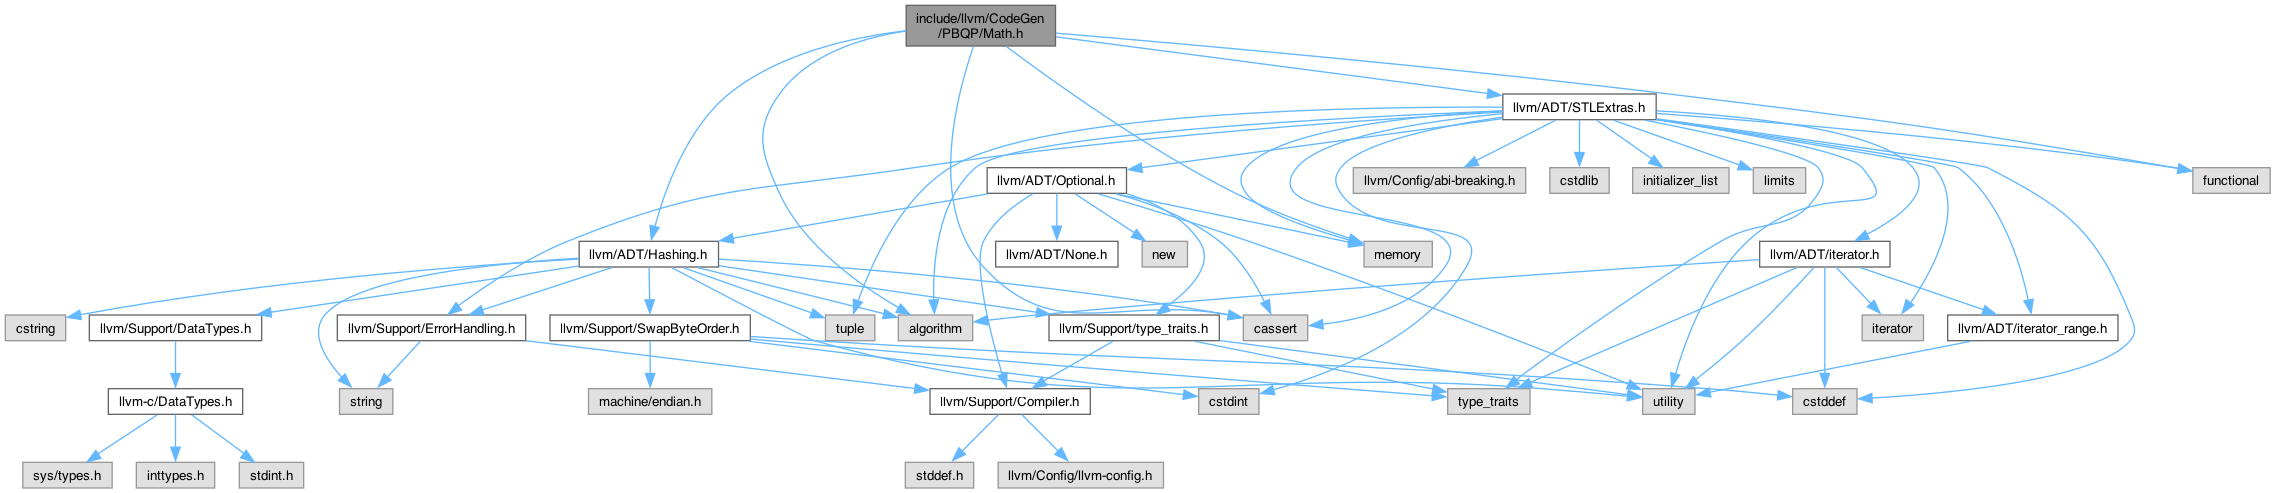 include/llvm/CodeGen
/PBQP/Math.h
llvm/ADT/STLExtras.h
llvm/ADT/Optional.h
llvm/Config/abi-breaking.h
cstdlib
initializer_list
limits
functional
llvm/ADT/Hashing.h
llvm/ADT/None.h
new
memory
llvm/ADT/iterator.h
cstring
llvm/Support/DataTypes.h
llvm/Support/ErrorHandling.h
llvm/Support/SwapByteOrder.h
tuple
algorithm
llvm/Support/type_traits.h
cassert
iterator
llvm/ADT/iterator_range.h
llvm-c/DataTypes.h
string
machine/endian.h
llvm/Support/Compiler.h
cstdint
type_traits
utility
cstddef
sys/types.h
inttypes.h
stdint.h
stddef.h
llvm/Config/llvm-config.h